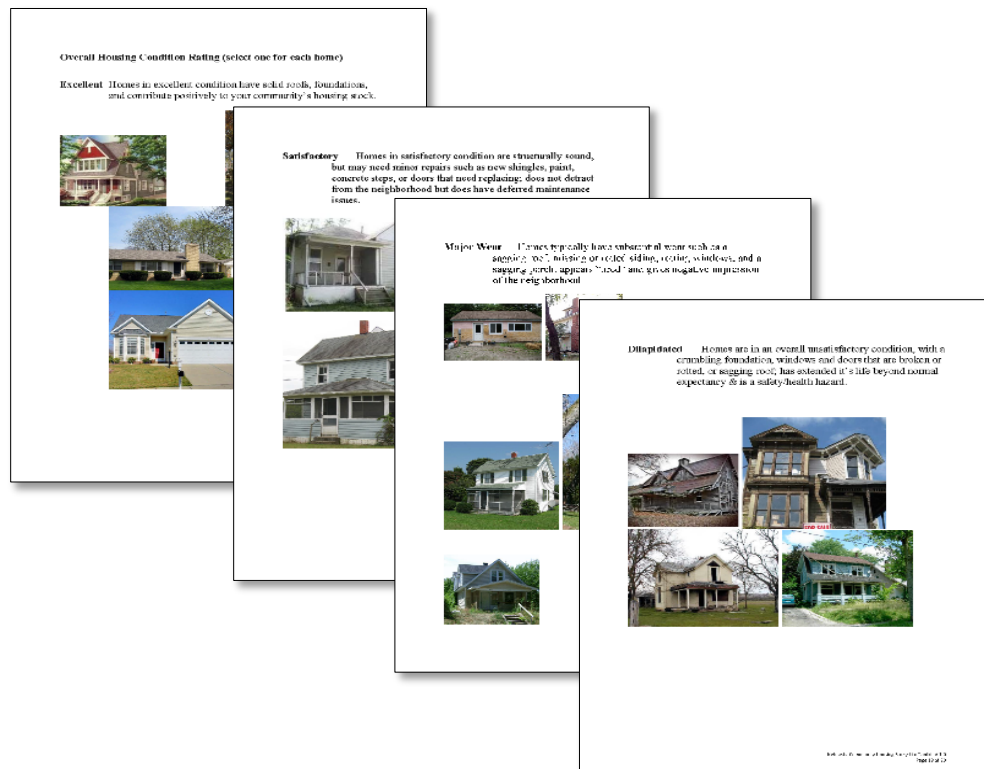 Overall Housing Condition Rating (select one for each home)
Excellent Homes in excellent condition have solid roofs, foundations,
and contribute positively to your community's housing stock.
Satisfactory Homes in satisfactory condition are structurally sound,
but may need minor repairs such as new shingles, paint,
concrete steps, or doors that need replacing; does not detract
from the neighborhood but does have deferred maintenance
issues.
Major Wear Homes typically have substantial wear such as a
sagging roof, missing or rotted siding, rotting windows, and a
sagging porch; appears "tired" and gives negative impression
of the neighborhood
Dilapidated Homes are in an overall unsatisfactory condition, with a
crumbling foundation, windows and doors that are broken or
rotted, or sagging roof; has extended it's life beyond normal
expectancy & is a safety/health hazard.